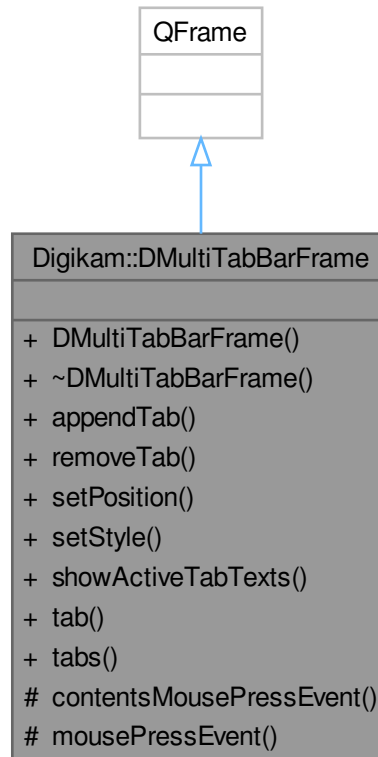 QFrame
Digikam::DMultiTabBarFrame
+ DMultiTabBarFrame()
+ ~DMultiTabBarFrame()
+ appendTab()
+ removeTab()
+ setPosition()
+ setStyle()
+ showActiveTabTexts()
+ tab()
+ tabs()
# contentsMousePressEvent()
# mousePressEvent()